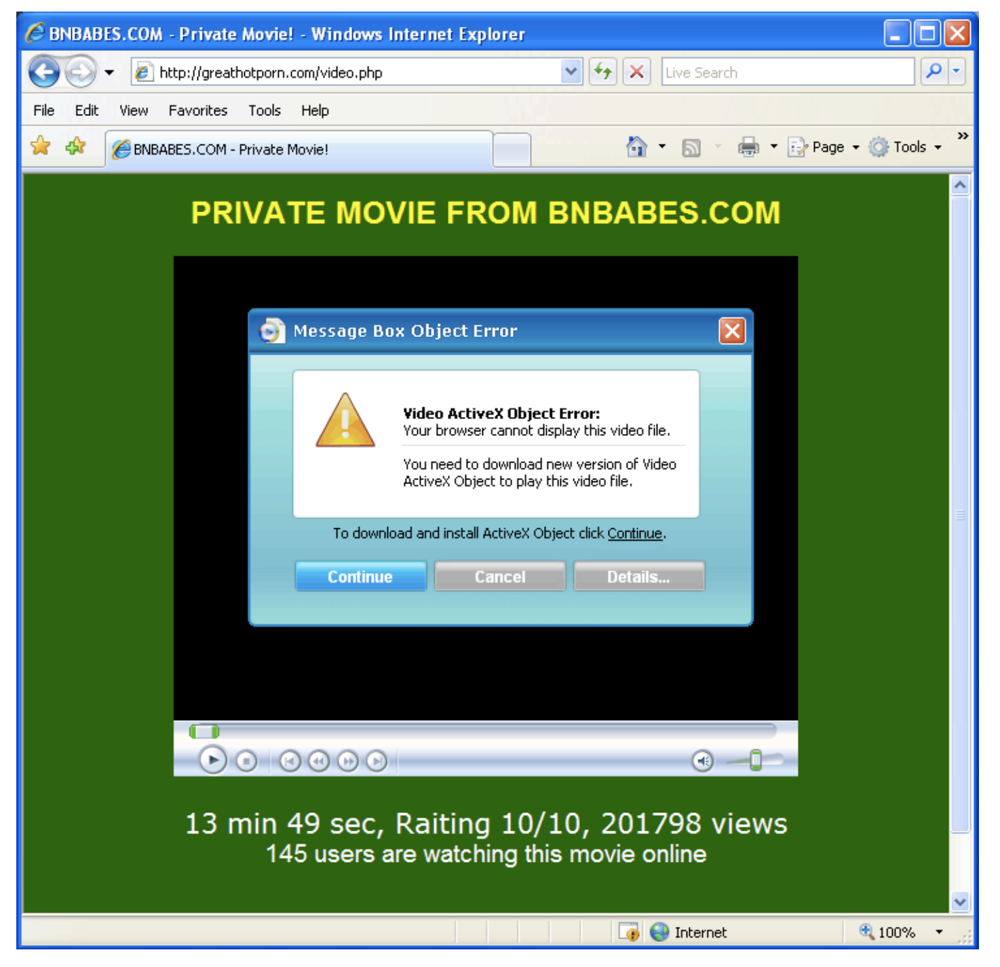 BNBABES.COM - Private Movie! - Windows Internet Explorer
http://greathotporn.com/video.php
Live Search
File Edit View Favorites Tools Help
BNBABES.COM - Private Movie!
Page Tools
PRIVATE MOVIE FROM BNBABES.COM
Message Box Object Error
Video ActiveX Object Error:
Your browser cannot display this video file.
You need to download new version of Video
ActiveX Object to play this video file.
To download and install ActiveX Object click Continue.
Continue Cancel Details...
13 min 49 sec, Raiting 10/10, 201798 views
145 users are watching this movie online
Internet 100%